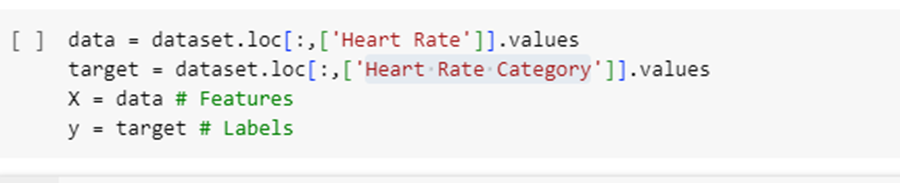 [ ] data = dataset.loc[:,['Heart Rate']].values
target = dataset.loc[:,['Heart Rate Category']].values
X = data # Features
y = target # Labels